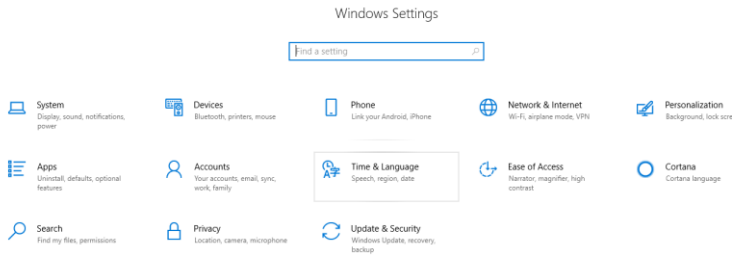 Windows Settings
Find a setting
System
Display, sound, notifications,
power
Devices
Bluetooth, printers, mouse
Phone
Link your Android, iPhone
Network & Internet
Wi-Fi, airplane mode, VPN
Personalization
Background, lock scre
Apps
Uninstall, defaults, optional
features
Accounts
Your accounts, email, sync,
work, family
Time & Language
Speech, region, date
Ease of Access
Narrator, magnifier, high
contrast
Cortana
Cortana language
Search
Find my files, permissions
Privacy
Location, camera, microphone
Update & Security
Windows Update, recovery,
backup